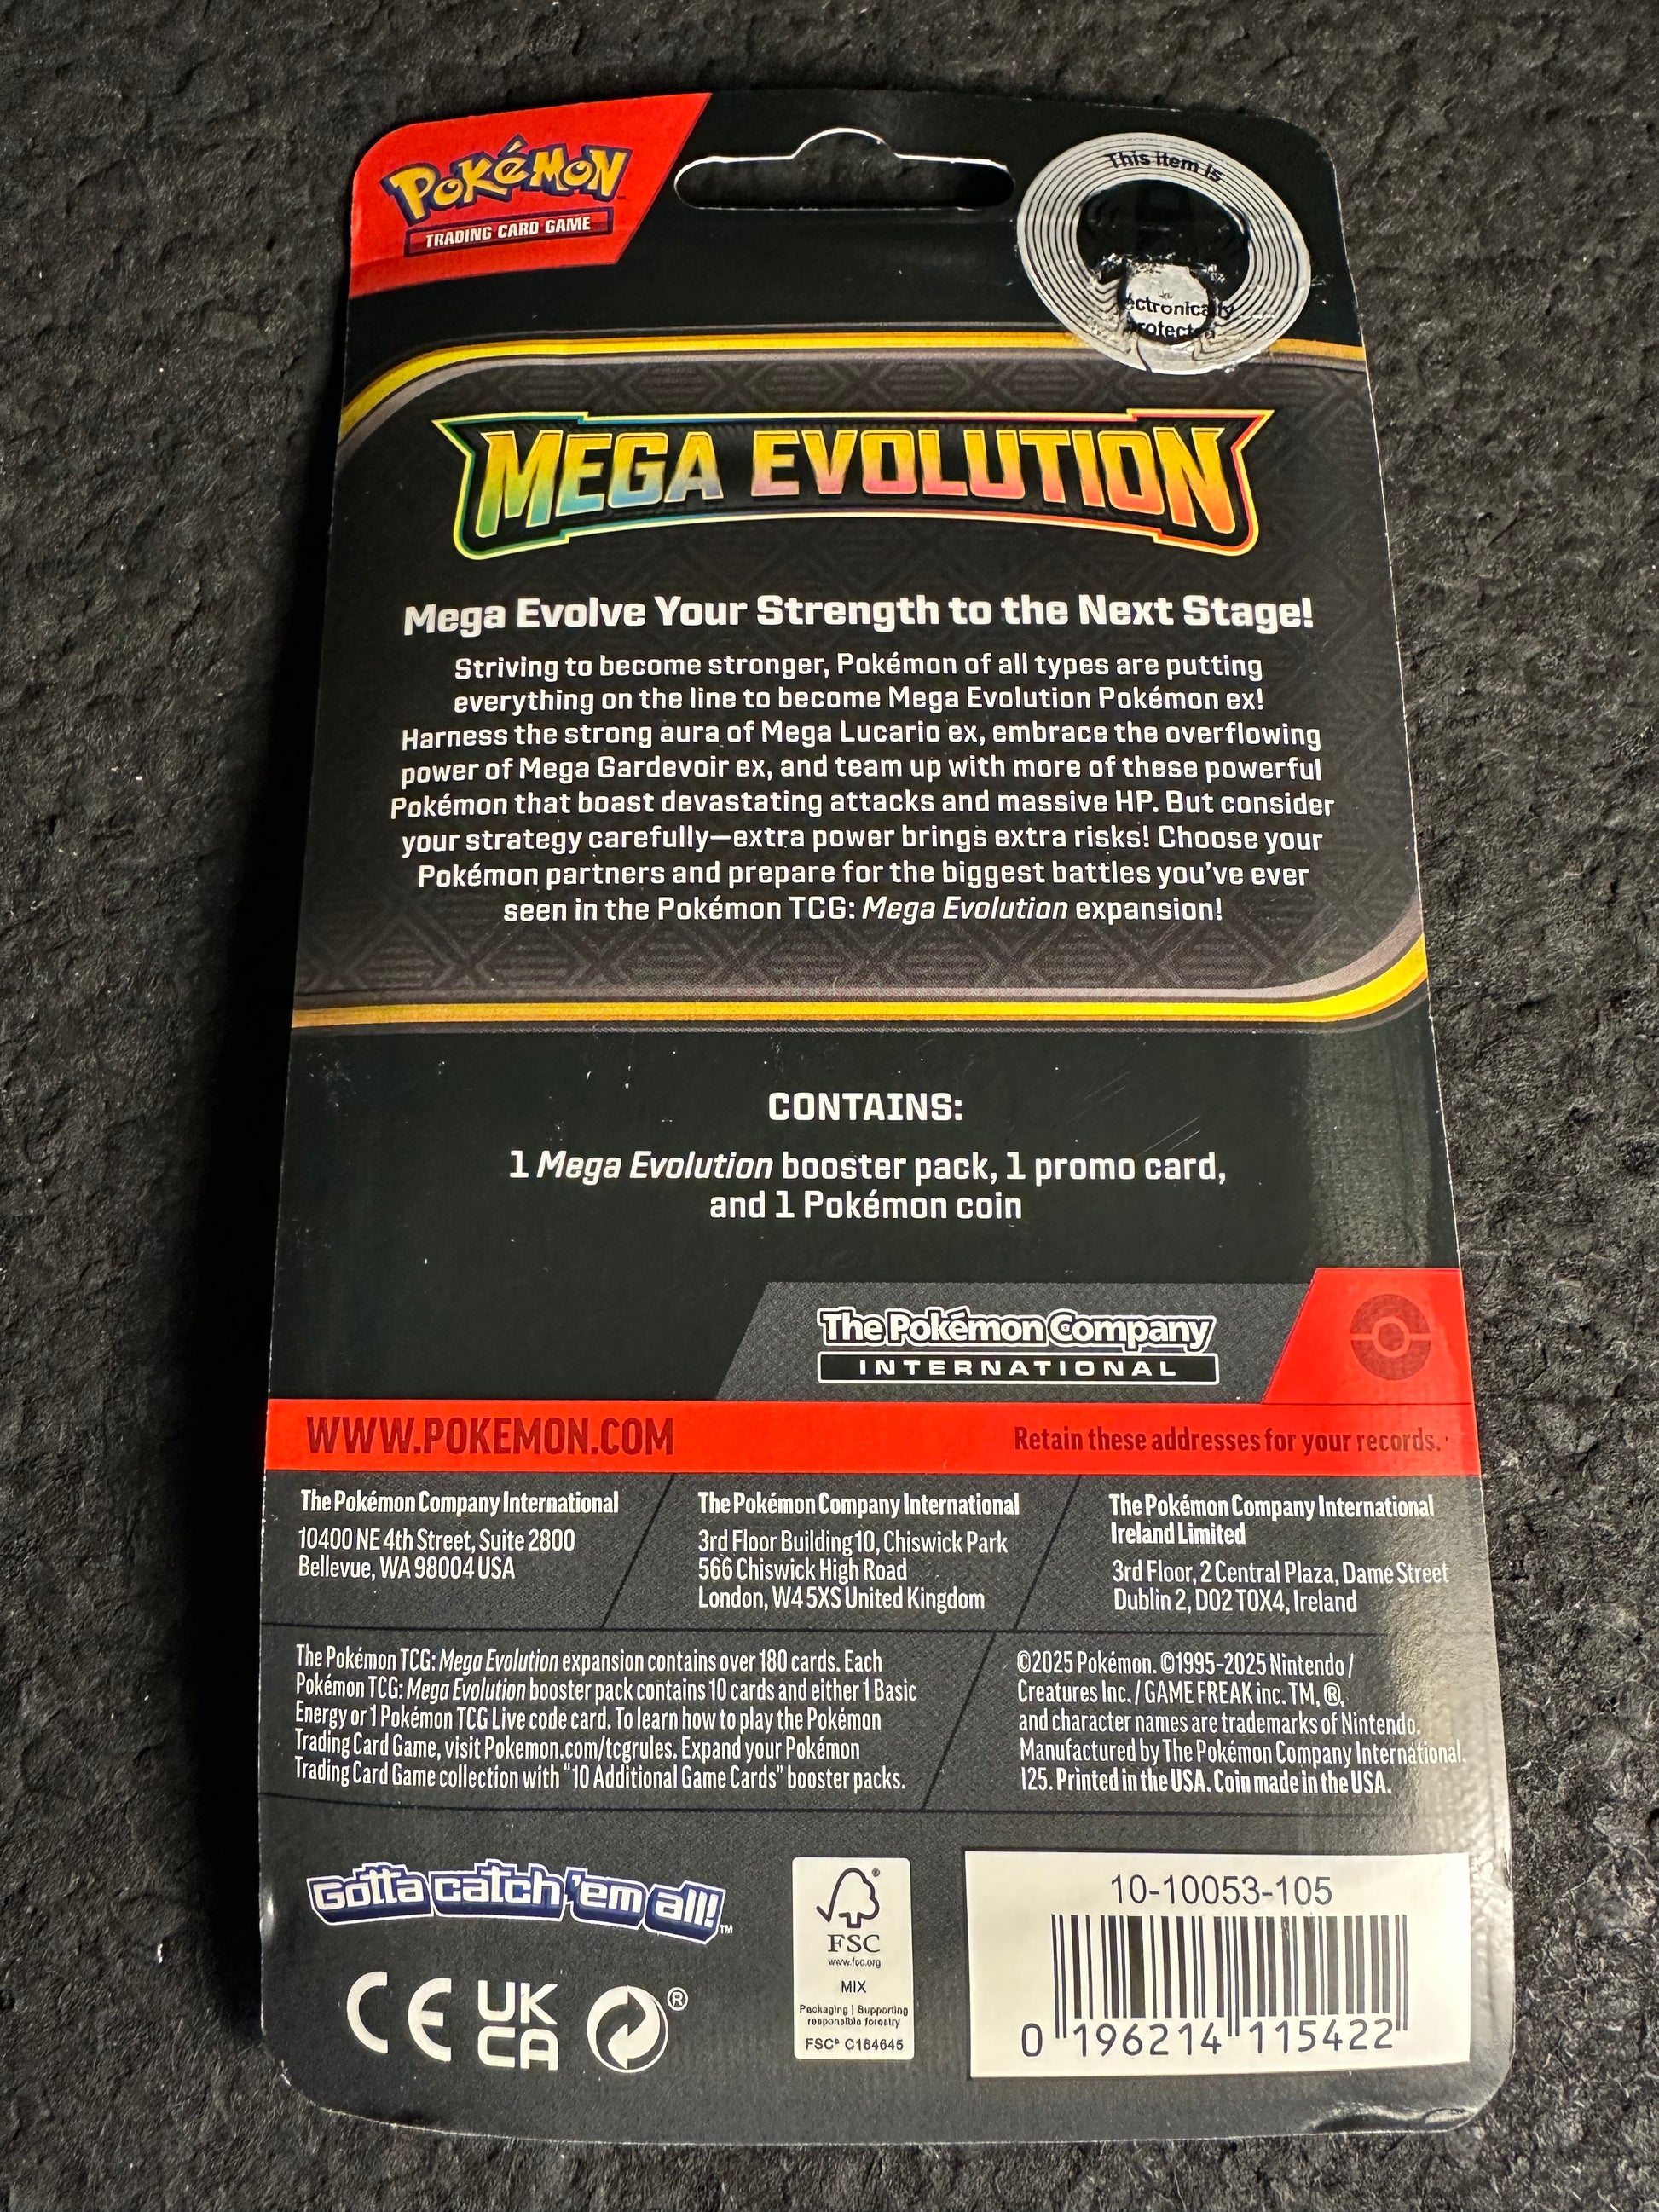 POKéMON
TRADING CARD GAME
This item is
MEGA EVOLUTION
Mega Evolve Your Strength to the Next Stage!
Striving to become stronger, Pokémon of all types are putting
everything on the line to become Mega Evolution Pokémon ex!
Harness the strong aura of Mega Lucario ex, embrace the overflowing
power of Mega Gardevoir ex, and team up with more of these powerful
Pokémon that boast devastating attacks and massive HP. But consider
your strategy carefully—extra power brings extra risks! Choose your
Pokémon partners and prepare for the biggest battles you've ever
seen in the Pokémon TCG: Mega Evolution expansion!
CONTAINS:
1 Mega Evolution booster pack, 1 promo card,
and 1 Pokémon coin
The Pokémon Company
INTERNATIONAL
WWW.POKEMON.COM
Retain these addresses for your records.
The Pokémon Company International
10400 NE 4th Street, Suite 2800
Bellevue, WA 98004 USA
The Pokémon Company International
3rd Floor Building 10, Chiswick Park
566 Chiswick High Road
London, W4 5XS United Kingdom
The Pokémon Company International
Ireland Limited
3rd Floor, 2 Central Plaza, Dame Street
Dublin 2, D02 T0X4, Ireland
The Pokémon TCG: Mega Evolution expansion contains over 180 cards. Each
Pokémon TCG: Mega Evolution booster pack contains 10 cards and either 1 Basic
Energy or 1 Pokémon TCG Live code card. To learn how to play the Pokémon
Trading Card Game, visit Pokemon.com/tcgrules. Expand your Pokémon
Trading Card Game collection with "10 Additional Game Cards" booster packs.
©2025 Pokémon. ©1995–2025 Nintendo /
Creatures Inc. / GAME FREAK inc. TM, ®,
and character names are trademarks of Nintendo.
Manufactured by The Pokémon Company International.
125. Printed in the USA. Coin made in the USA.
Gotta catch 'em all!™
CE UK
CA ®
®
FSC
www.fsc.org
MIX
Packaging | Supporting
responsible forestry
FSC® C164645
10-10053-105
0 196214 115422